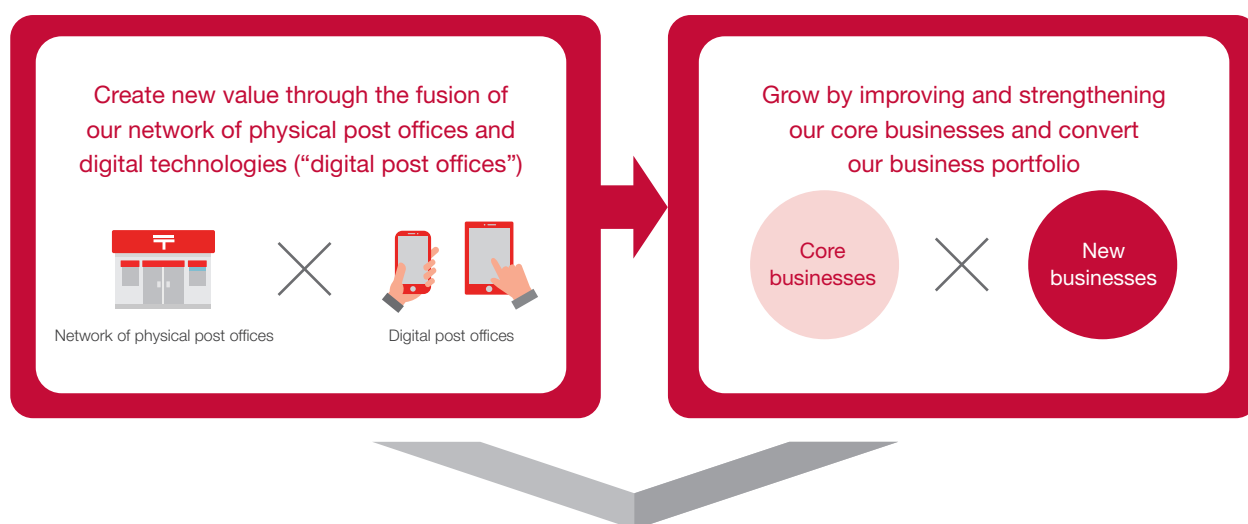 Create new value through the fusion of
our network of physical post offices and
digital technologies (“digital post offices”)
〒
Network of physical post offices
Digital post offices
Grow by improving and strengthening
our core businesses and convert
our business portfolio
Core
businesses
New
businesses